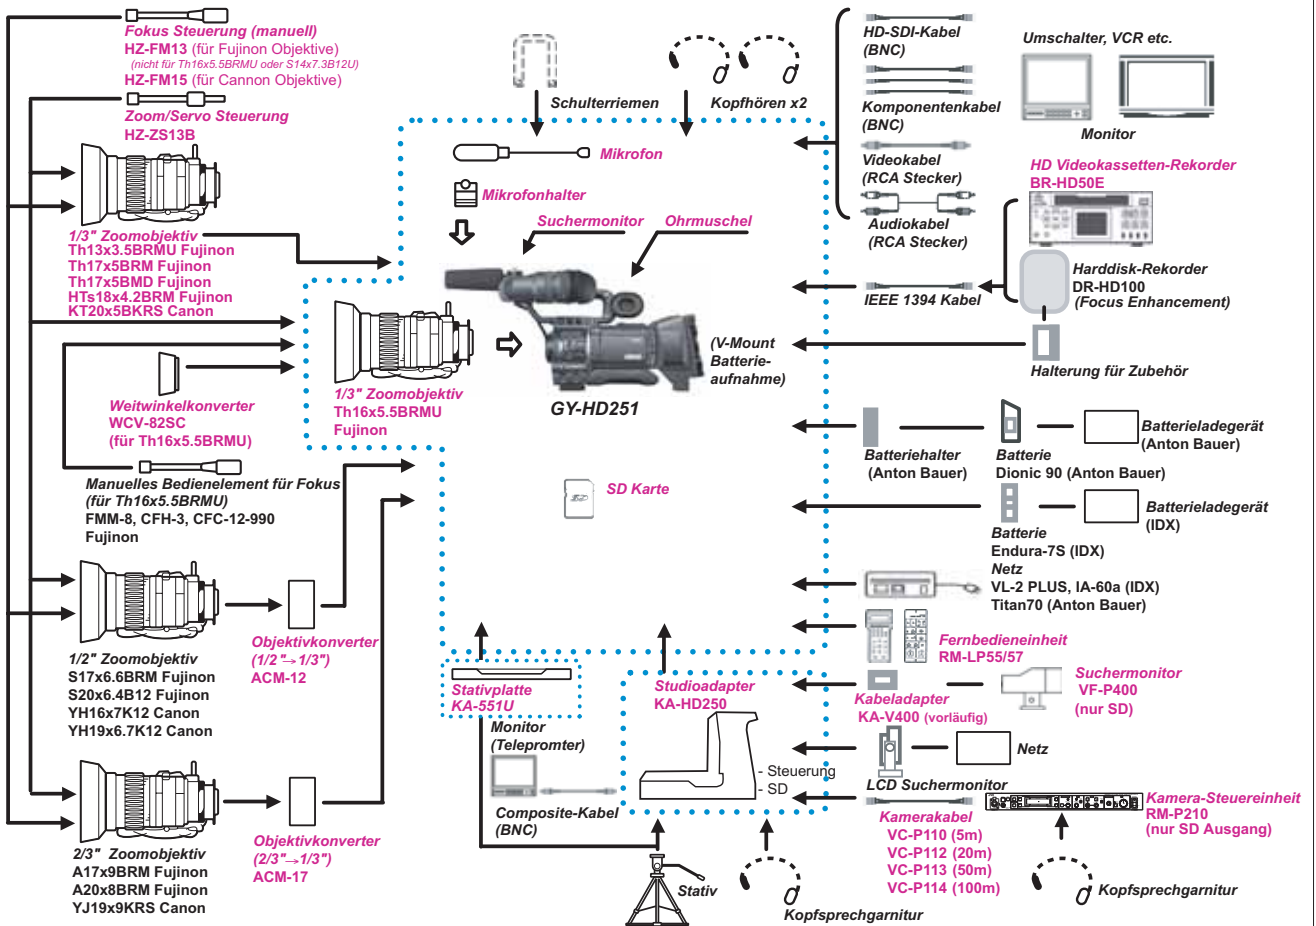 Fokus Steuerung (manuell)
HZ-FM13 (für Fujinon Objektive)
(nicht für Th16x5.5BRMU oder S14x7.3B12U)
HZ-FM15 (für Cannon Objektive)
Zoom/Servo Steuerung
HZ-ZS13B
1/3" Zoomobjektiv
Th13x3.5BRMU Fujinon
Th17x5BRM Fujinon
Th17x5BMD Fujinon
HTs18x4.2BRM Fujinon
KT20x5BKRS Canon
Weitwinkelkonverter
WCV-82SC
(für Th16x5.5BRMU)
Manuelles Bedienelement für Fokus
(für Th16x5.5BRMU)
FMM-8, CFH-3, CFC-12-990
Fujinon
1/2" Zoomobjektiv
S17x6.6BRM Fujinon
S20x6.4B12 Fujinon
YH16x7K12 Canon
YH19x6.7K12 Canon
Objektivkonverter
(1/2"→1/3")
ACM-12
2/3" Zoomobjektiv
A17x9BRM Fujinon
A20x8BRM Fujinon
YJ19x9KRS Canon
Objektivkonverter
(2/3"→1/3")
ACM-17
Schulterriemen
Kopfhören x2
Mikrofon
Mikrofonhalter
Suchermonitor
Ohrmuschel
1/3" Zoomobjektiv
Th16x5.5BRMU
Fujinon
GY-HD251
(V-Mount
Batterie-
aufnahme)
SD Karte
Stativplatte
KA-551U
Monitor
(Telepromter)
Composite-Kabel
(BNC)
Studioadapter
KA-HD250
- Steuerung
- SD
Stativ
Kopfsprechgarnitur
HD-SDI-Kabel
(BNC)
Komponentenkabel
(BNC)
Videokabel
(RCA Stecker)
Audiokabel
(RCA Stecker)
Umschalter, VCR etc.
Monitor
HD Videokassetten-Rekorder
BR-HD50E
Harddisk-Rekorder
DR-HD100
(Focus Enhancement)
IEEE 1394 Kabel
Halterung für Zubehör
Batteriehalter
(Anton Bauer)
Batterie
Dionic 90 (Anton Bauer)
Batterieladegerät
(Anton Bauer)
Batterieladegerät
(IDX)
Batterie
Endura-7S (IDX)
Netz
VL-2 PLUS, IA-60a (IDX)
Titan70 (Anton Bauer)
Fernbedieneinheit
RM-LP55/57
Kabeladapter
KA-V400 (vorläufig)
Suchermonitor
VF-P400
(nur SD)
LCD Suchermonitor
Netz
Kamerakabel
VC-P110 (5m)
VC-P112 (20m)
VC-P113 (50m)
VC-P114 (100m)
Kamera-Steuereinheit
RM-P210
(nur SD Ausgang)
Kopfsprechgarnitur